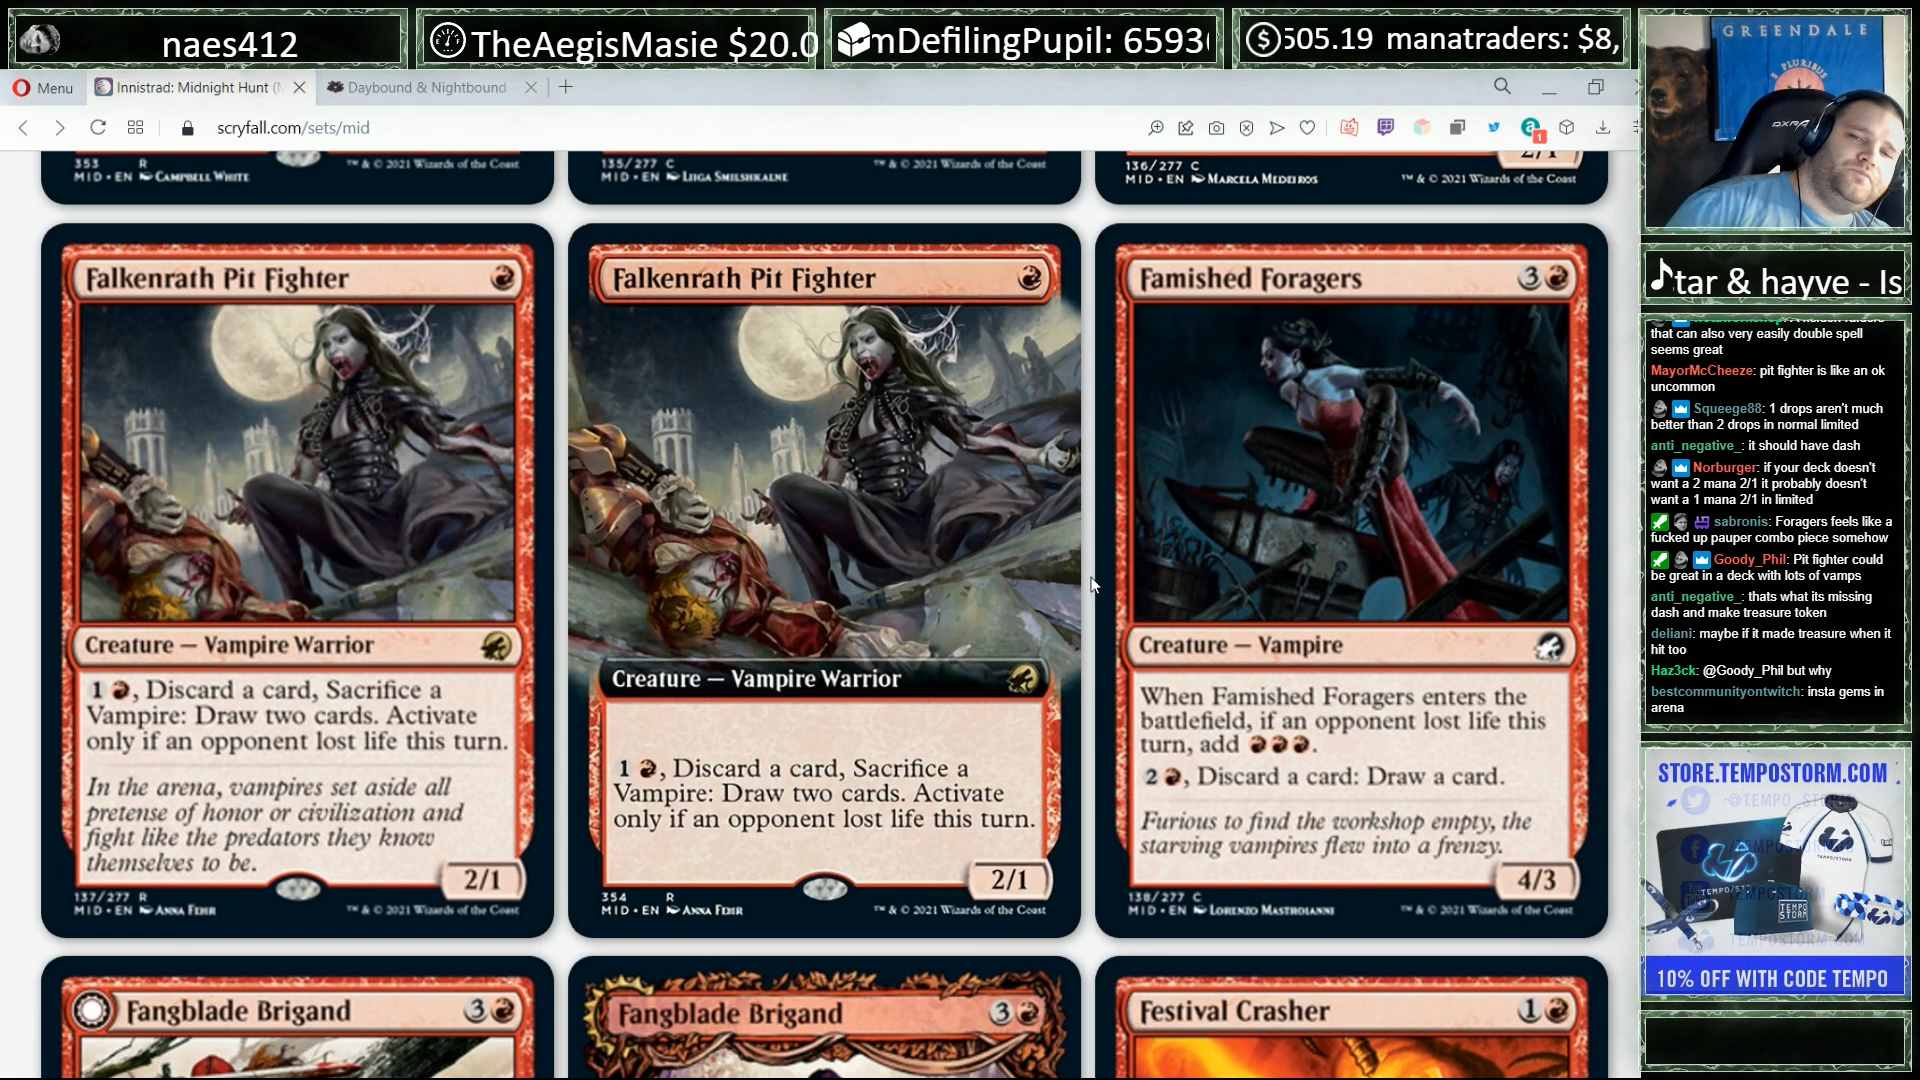 naes412
TheAegisMasie $20.0
mDefilingPupil: 6593
505.19 manatraders: $8,
GREENDALE
E PLURIBUS
DXRA
Menu
Innistrad: Midnight Hunt (
Daybound & Nightbound
scryfall.com/sets/mid
1
353 R
MID • EN CAMPBELL WHITE
™ & © 2021 Wizards of the Coast
135/277 C
MID • EN LIIGA SMILSHKALNE
™ & © 2021 Wizards of the Coast
2/1
136/277 C
MID • EN MARCELA MEDEIROS
™ & © 2021 Wizards of the Coast
Falkenrath Pit Fighter
Creature — Vampire Warrior
1 , Discard a card, Sacrifice a
Vampire: Draw two cards. Activate
only if an opponent lost life this turn.
In the arena, vampires set aside all
pretense of honor or civilization and
fight like the predators they know
themselves to be.
2/1
137/277 R
MID • EN ANNA FEHR
™ & © 2021 Wizards of the Coast
Falkenrath Pit Fighter
Creature — Vampire Warrior
1 , Discard a card, Sacrifice a
Vampire: Draw two cards. Activate
only if an opponent lost life this turn.
2/1
354 R
MID • EN ANNA FEHR
™ & © 2021 Wizards of the Coast
Famished Foragers 3
Creature — Vampire
When Famished Foragers enters the
battlefield, if an opponent lost life this
turn, add .
2 , Discard a card: Draw a card.
Furious to find the workshop empty, the
starving vampires flew into a frenzy.
4/3
138/277 C
MID • EN LORENZO MASTROIANNI
™ & © 2021 Wizards of the Coast
Fangblade Brigand 3
Fangblade Brigand 3
Festival Crasher 1
tar & hayve - Is
that can also very easily double spell
seems great
MayorMcCheeze: pit fighter is like an ok
uncommon
Squeege88: 1 drops aren't much
better than 2 drops in normal limited
anti_negative_: it should have dash
Norburger: if your deck doesn't
want a 2 mana 2/1 it probably doesn't
want a 1 mana 2/1 in limited
sabronis: Foragers feels like a
fucked up pauper combo piece somehow
Goody_Phil: Pit fighter could
be great in a deck with lots of vamps
anti_negative_: thats what its missing
dash and make treasure token
deliani: maybe if it made treasure when it
hit too
Haz3ck: @Goody_Phil but why
bestcommunityontwitch: insta gems in
arena
STORE.TEMPOSTORM.COM
@TEMPO_STORM
TEMPO
STORM
TEMPOSTORM.COM
10% OFF WITH CODE TEMPO